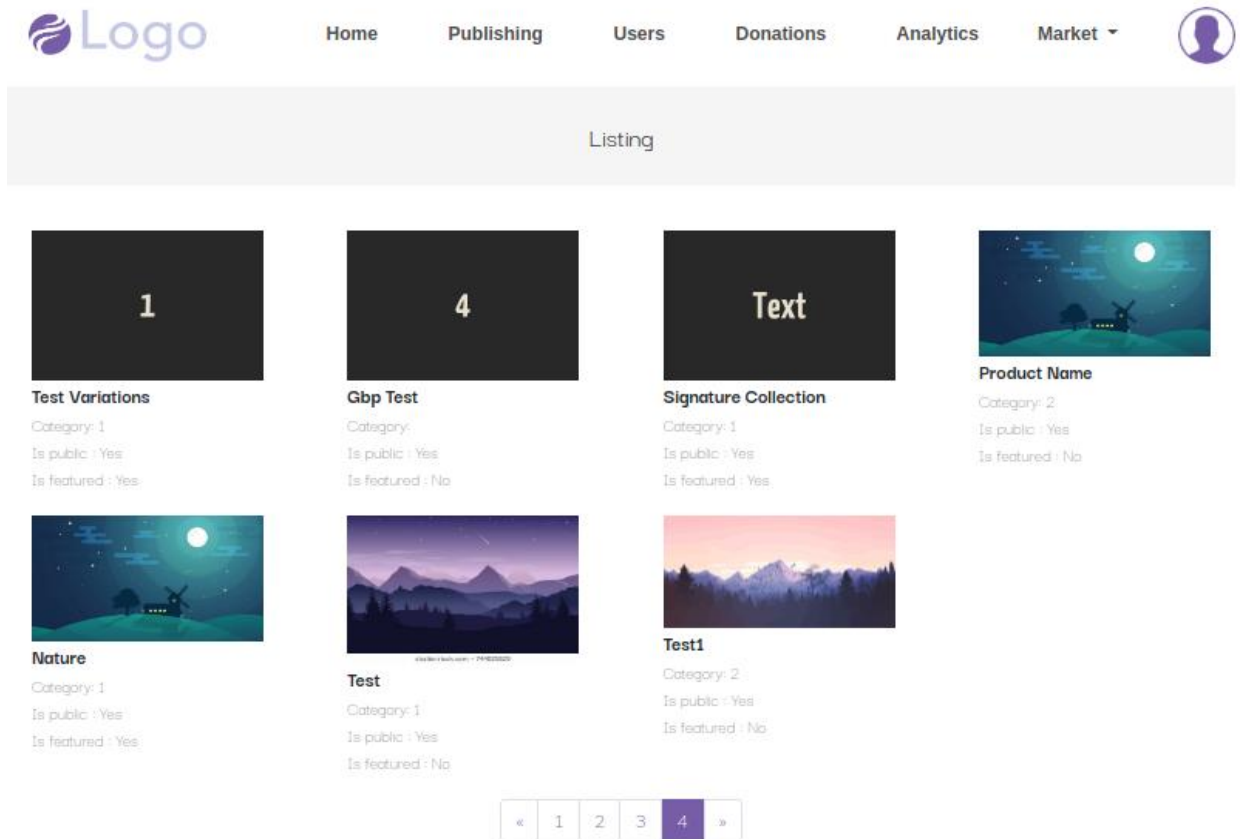 Logo
Home Publishing Users Donations Analytics Market
Listing
1
Test Variations
Category: 1
Is public : Yes
Is featured : Yes
4
Gbp Test
Category:
Is public : Yes
Is featured : No
Text
Signature Collection
Category: 1
Is public : Yes
Is featured : Yes
Product Name
Category: 2
Is public : Yes
Is featured : No
Nature
Category: 1
Is public : Yes
Is featured : Yes
Test
Category: 1
Is public : Yes
Is featured : No
Test1
Category: 2
Is public : Yes
Is featured : No
« 1 2 3 4 »